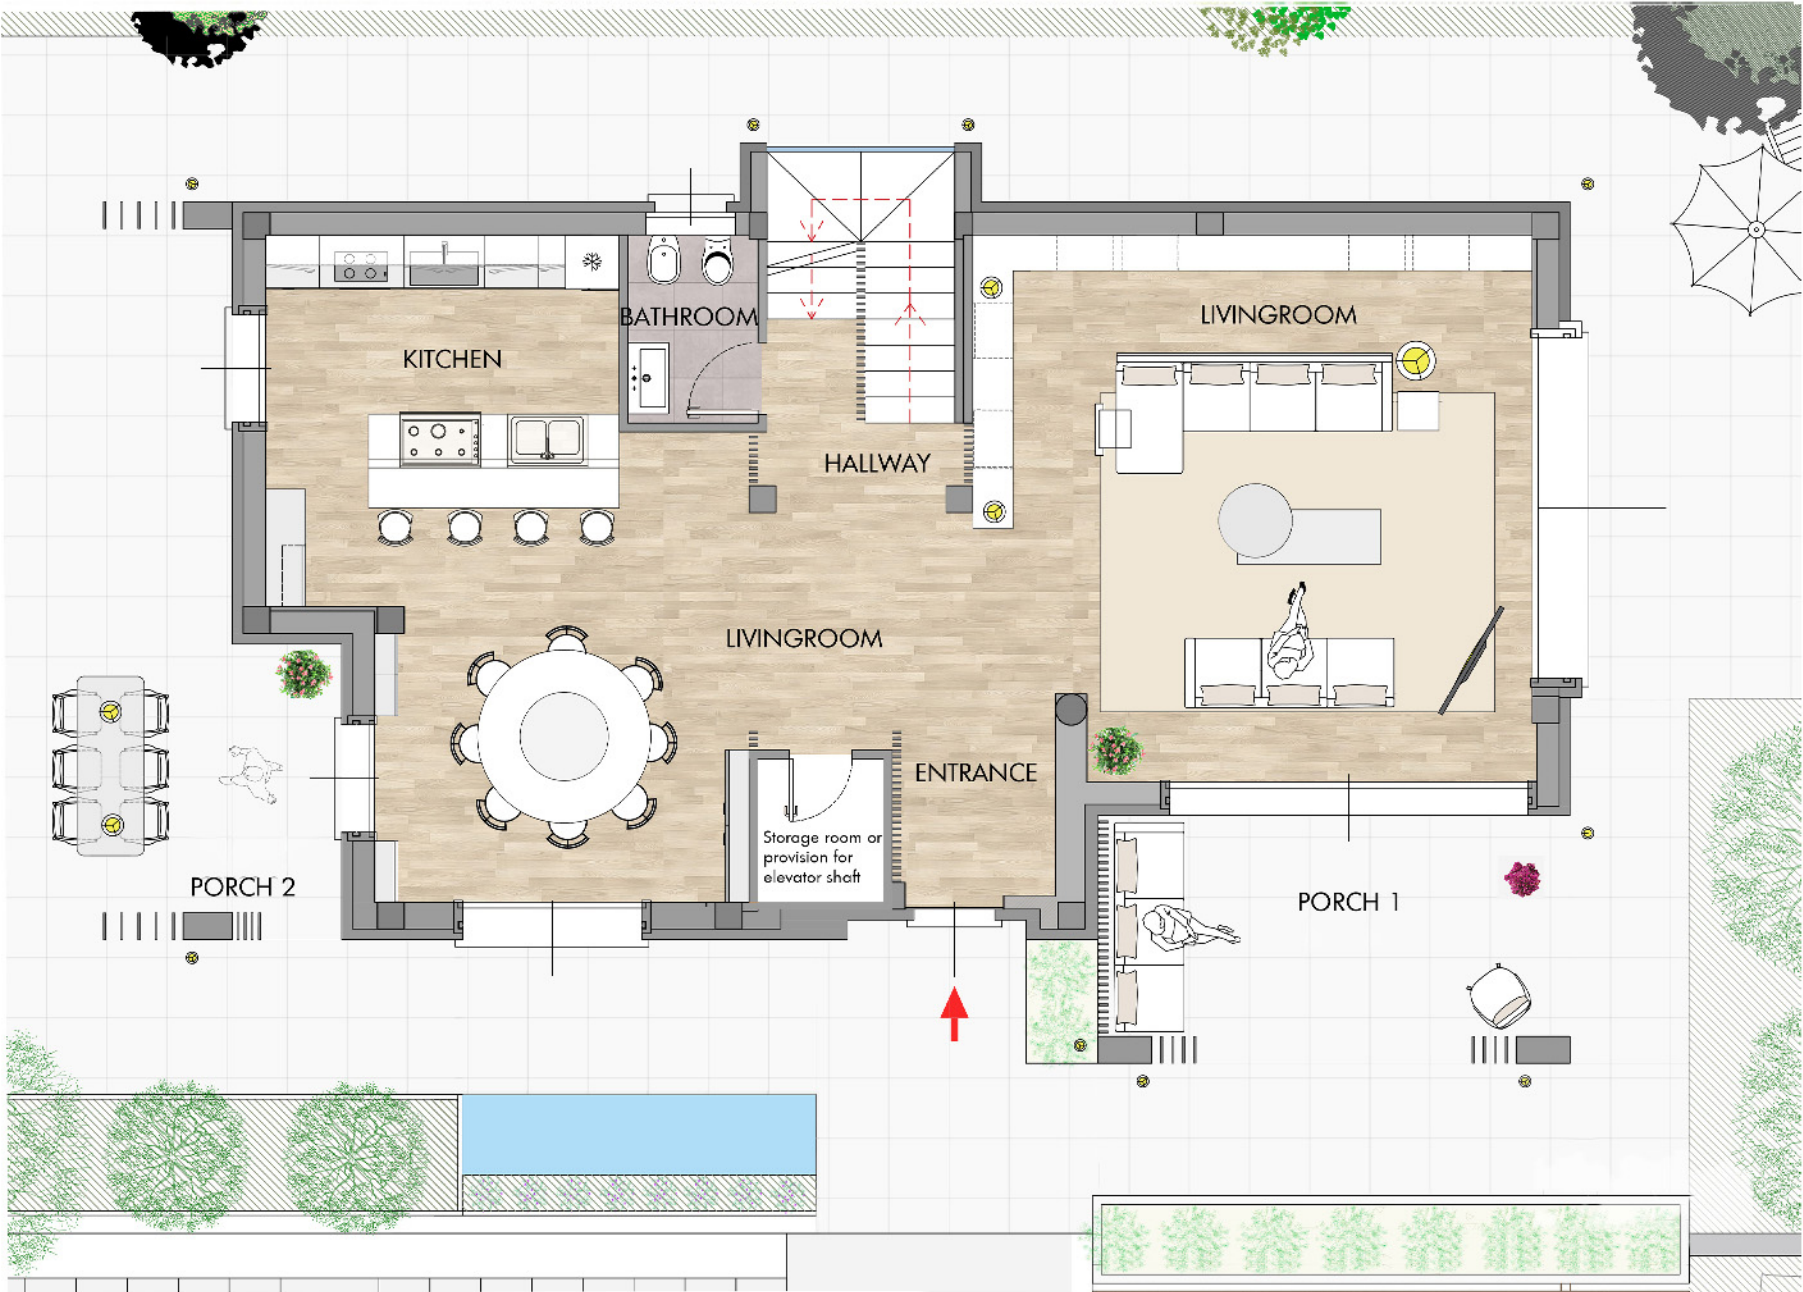 LIVINGROOM
BATHROOM
KITCHEN
HALLWAY
LIVINGROOM
ENTRANCE
Storage room or
provision for
elevator shaft
PORCH 2
PORCH 1